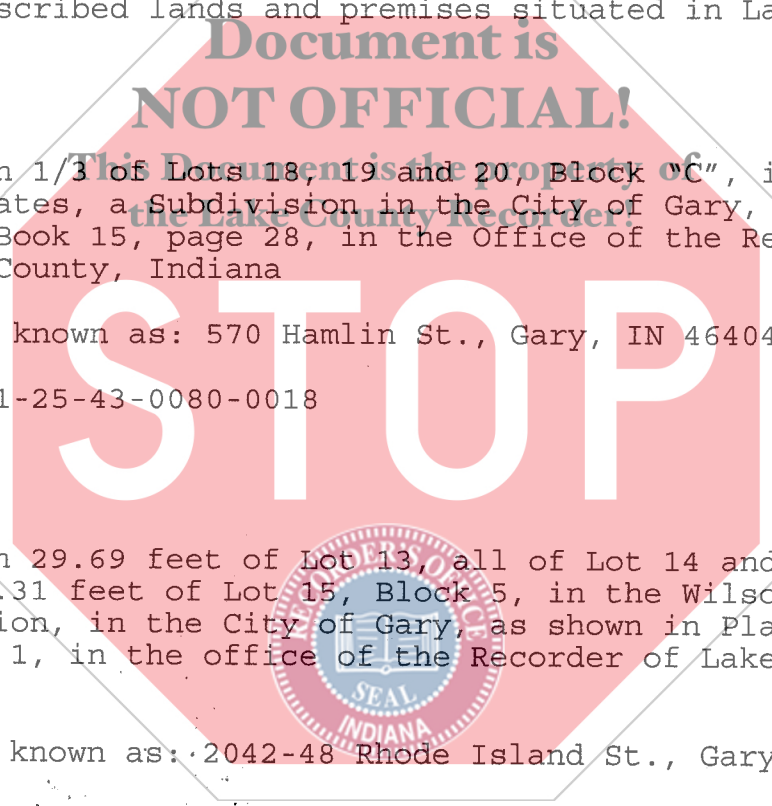 scribed lands and premises situated in La
Document is
NOT OFFICIAL!
This Document is the property of
n 1/3 of Lots 18, 19 and 20, Block "C", i
ates, a Subdivision in the City of Gary,
the Lake County Recorder!
Book 15, page 28, in the Office of the Re
County, Indiana
STOP
known as: 570 Hamlin St., Gary, IN 46404
1-25-43-0080-0018
n 29.69 feet of Lot 13, all of Lot 14 and
.31 feet of Lot 15, Block 5, in the Wilso
ion, in the City of Gary, as shown in Pla
1, in the office of the Recorder of Lake
RECORDER'S OFFICE
SEAL
INDIANA
known as: 2042-48 Rhode Island St., Gary